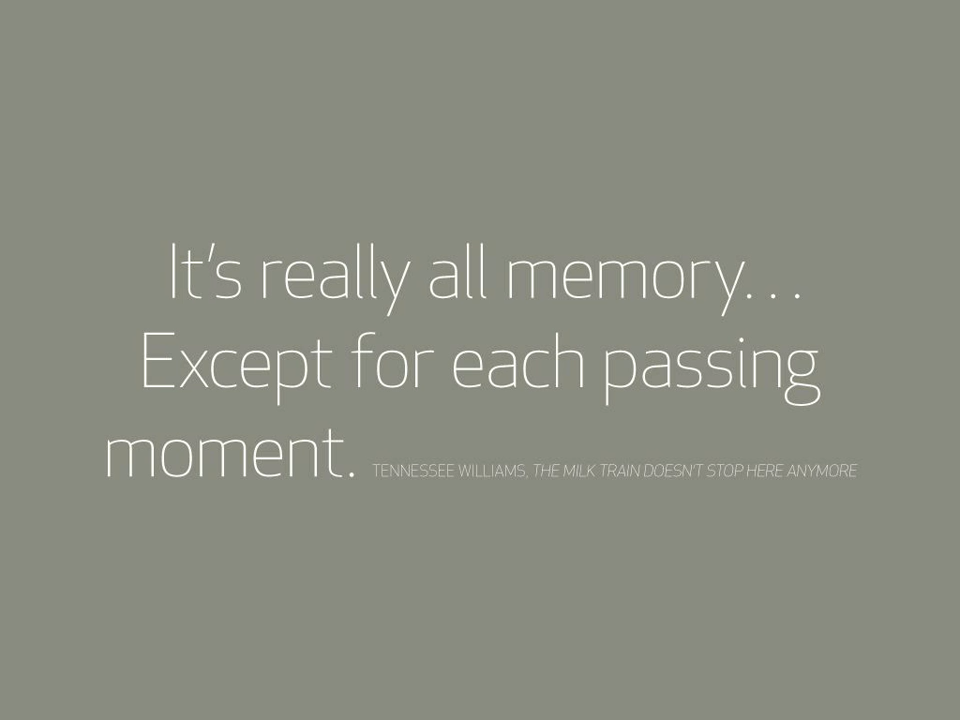 It's really all memory...
Except for each passing
moment. TENNESSEE WILLIAMS, THE MILK TRAIN DOESN'T STOP HERE ANYMORE